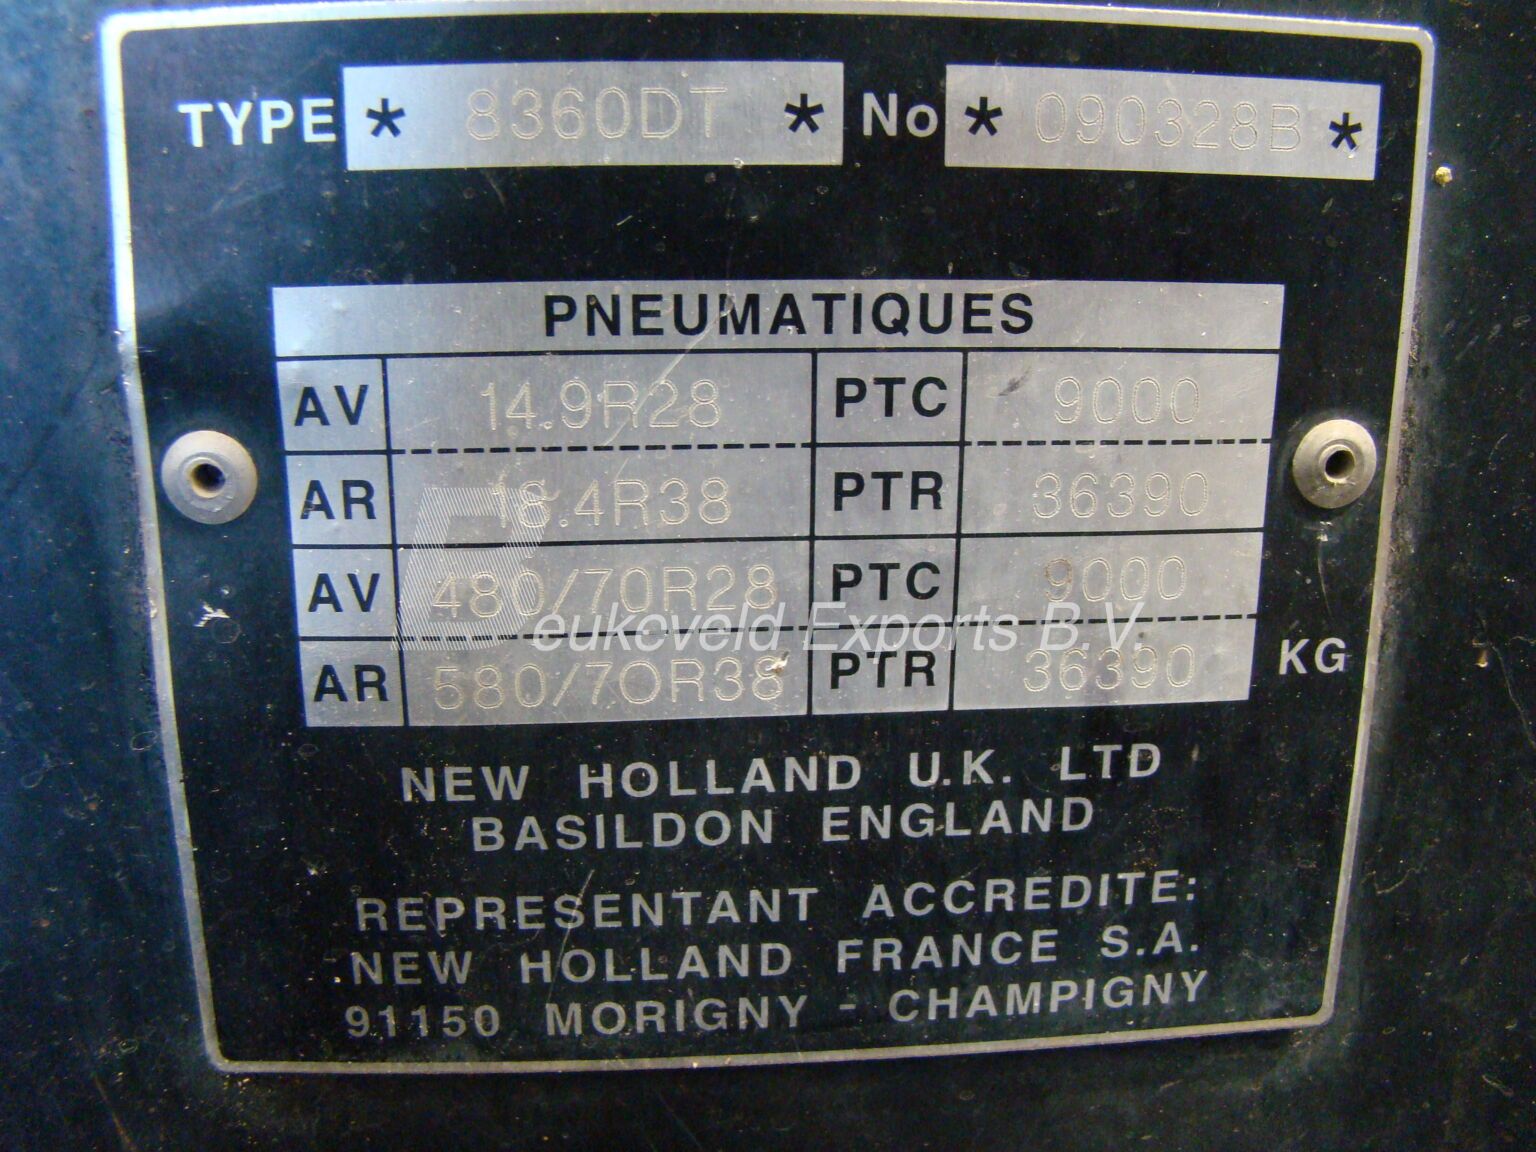 TYPE * 8360DT * No * 090328B *
PNEUMATIQUES
AV 14.9R28 PTC 9000
AR 18.4R38 PTR 36390
AV 480/70R28 PTC 9000
Beukeveld Exports B.V.
AR 580/70R38 PTR 36390 KG
NEW HOLLAND U.K. LTD
BASILDON ENGLAND
REPRESENTANT ACCREDITE:
NEW HOLLAND FRANCE S.A.
91150 MORIGNY - CHAMPIGNY